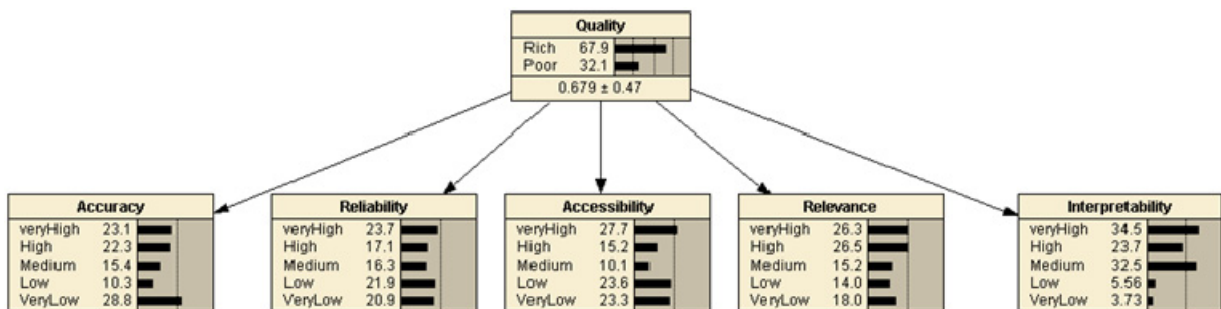 Quality
Rich 67.9
Poor 32.1
0.679 ± 0.47
Accuracy
veryHigh 23.1
High 22.3
Medium 15.4
Low 10.3
VeryLow 28.8
Reliability
veryHigh 23.7
High 17.1
Medium 16.3
Low 21.9
VeryLow 20.9
Accessibility
veryHigh 27.7
High 15.2
Medium 10.1
Low 23.6
VeryLow 23.3
Relevance
veryHigh 26.3
High 26.5
Medium 15.2
Low 14.0
VeryLow 18.0
Interpretability
veryHigh 34.5
High 23.7
Medium 32.5
Low 5.56
VeryLow 3.73